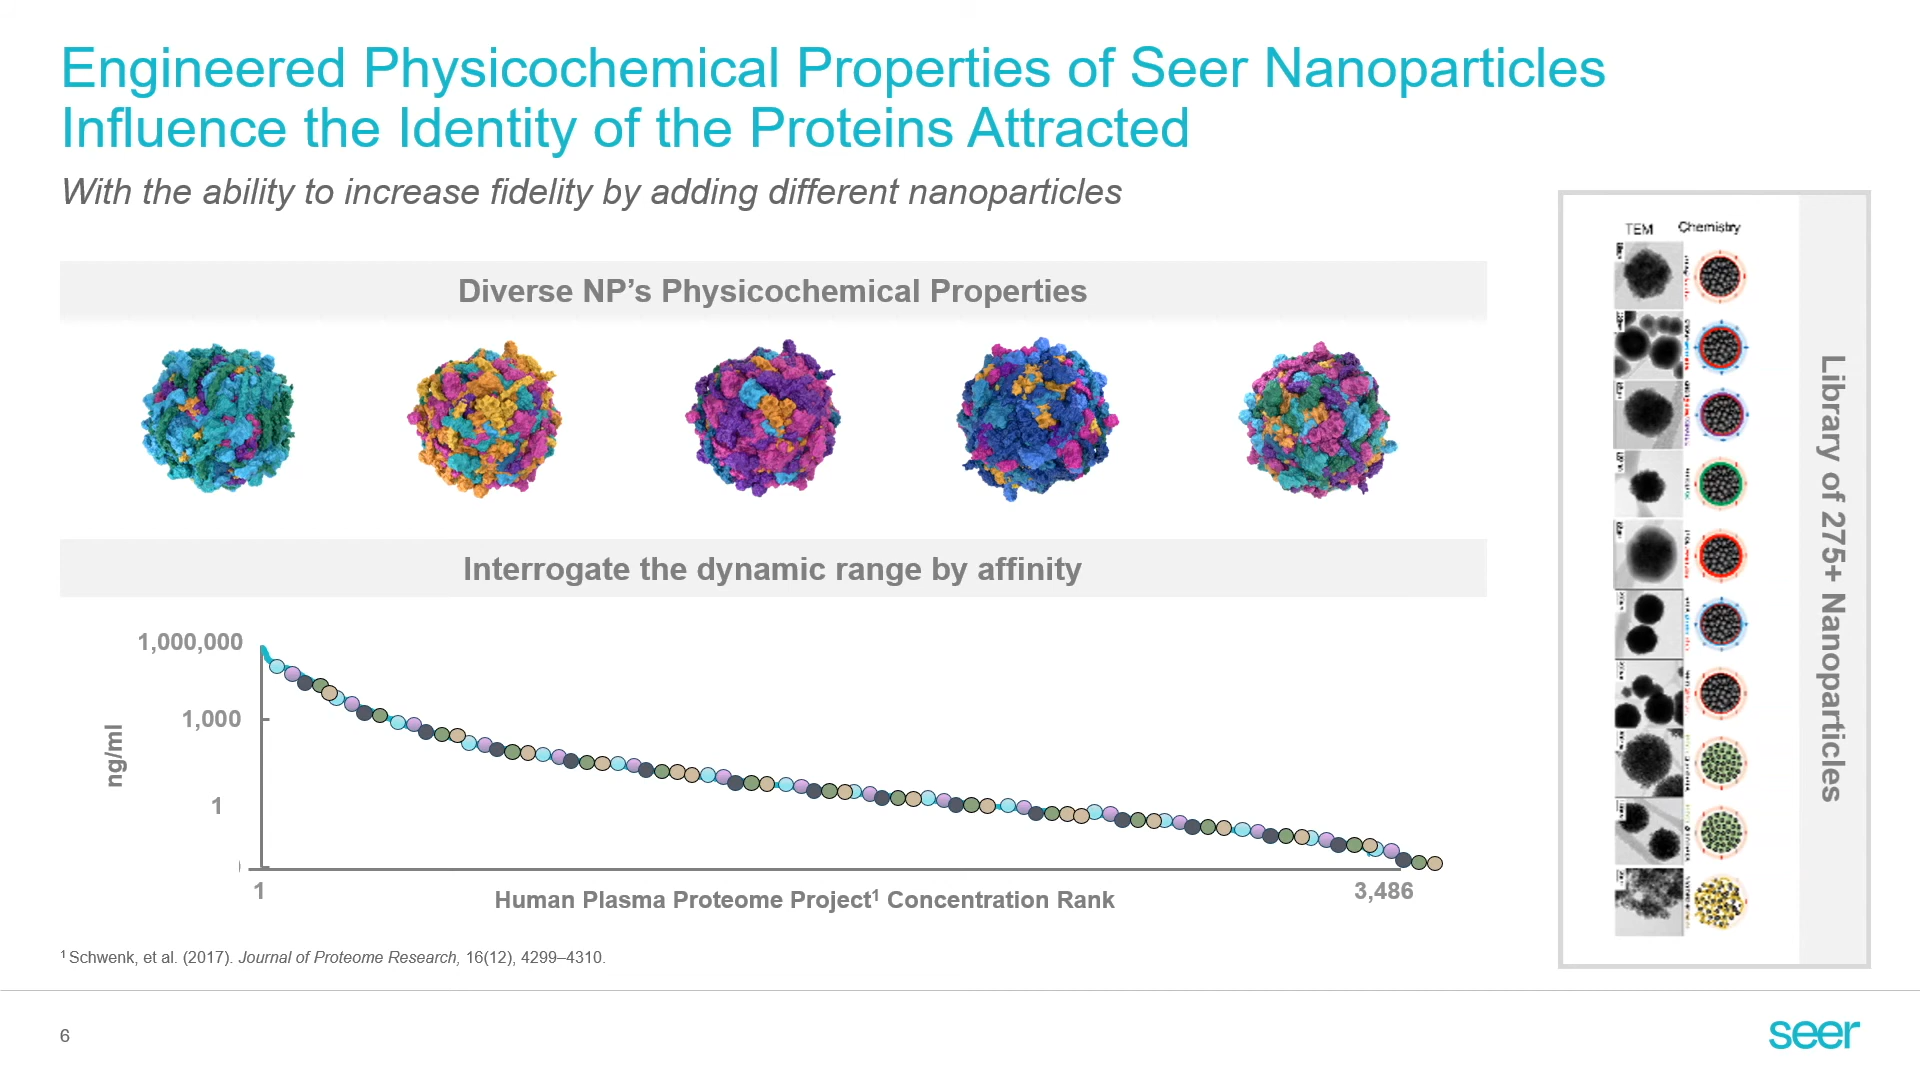 Engineered Physicochemical Properties of Seer Nanoparticles
Influence the Identity of the Proteins Attracted
With the ability to increase fidelity by adding different nanoparticles
Diverse NP’s Physicochemical Properties
Interrogate the dynamic range by affinity
1,000,000
1,000
1
ng/ml
1
3,486
Human Plasma Proteome Project¹ Concentration Rank
TEM Chemistry
Library of 275+ Nanoparticles
¹ Schwenk, et al. (2017). Journal of Proteome Research, 16(12), 4299–4310.
6
seer